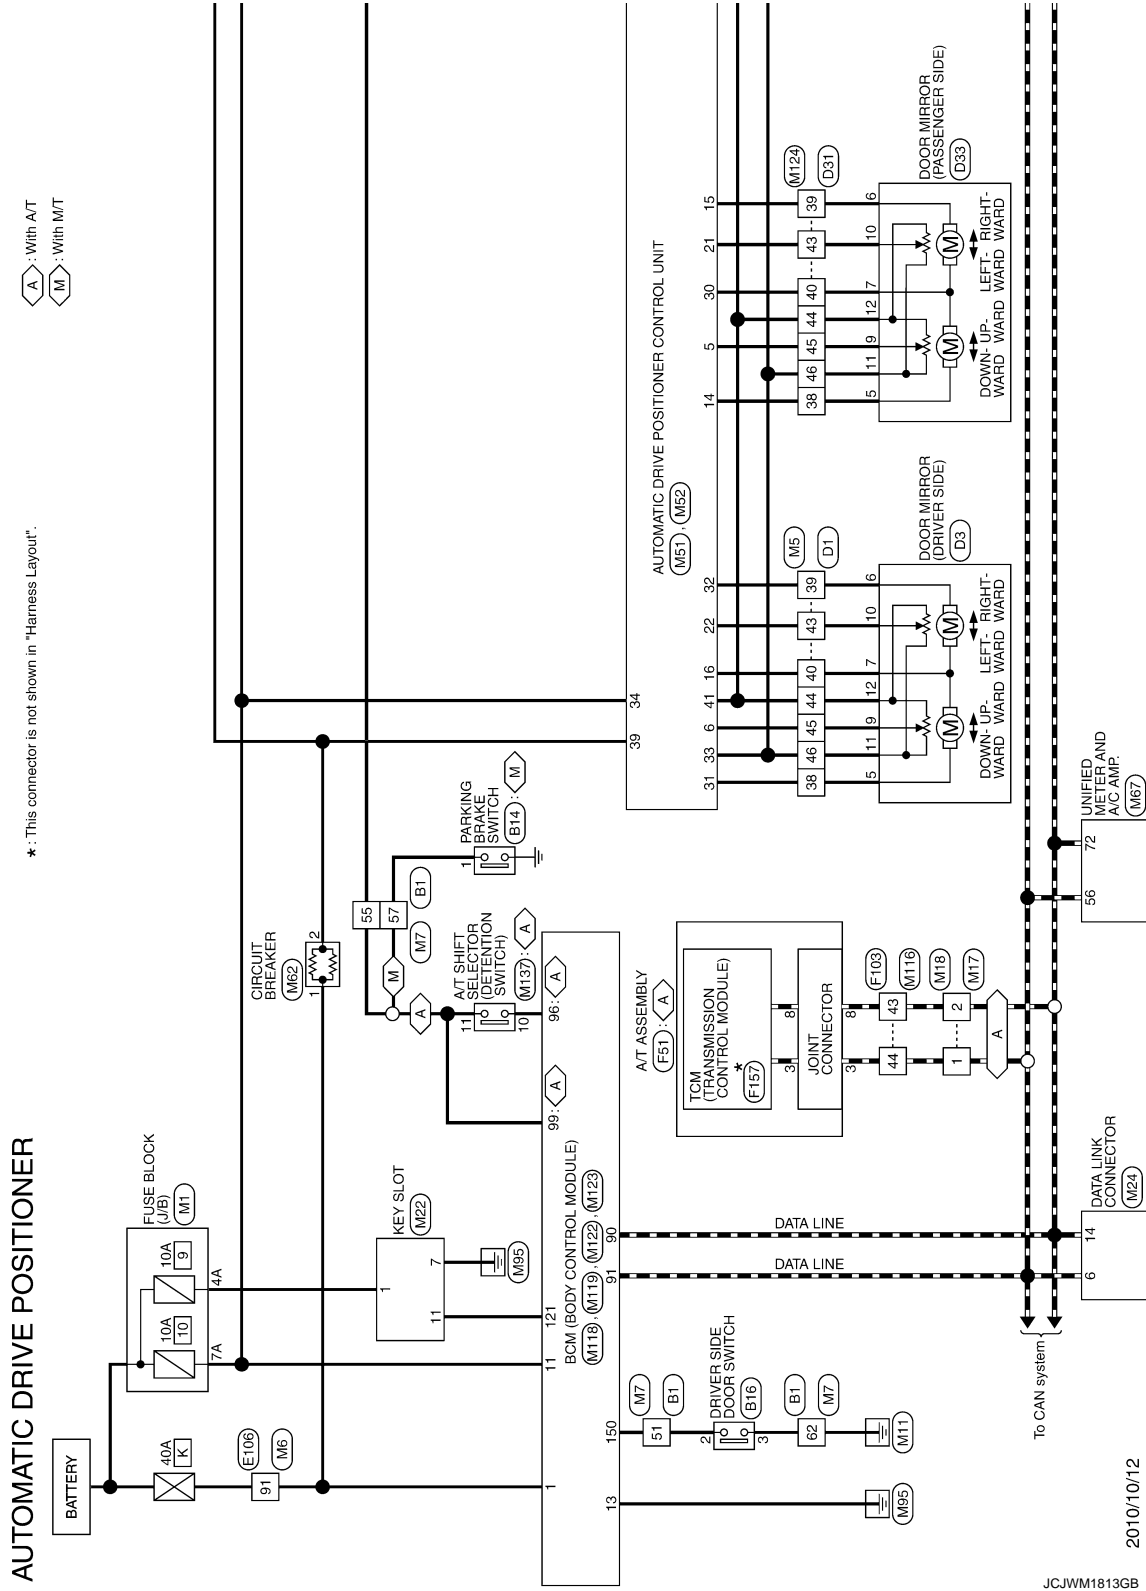 AUTOMATIC DRIVE POSITIONER
* : This connector is not shown in "Harness Layout".
A : With A/T
M : With M/T
BATTERY
40A
K
E106
91
M6
FUSE BLOCK
(J/B)
M1
10A
10
10A
9
7A
4A
KEY SLOT
M22
1
11
7
M95
CIRCUIT
BREAKER
M62
1
2
55
57
M7
B1
M
A
PARKING
BRAKE
SWITCH
B14 : M
1
A/T SHIFT
SELECTOR
(DETENTION
SWITCH)
M137 : A
11
10
1
11
121
99 : A
96 : A
BCM (BODY CONTROL MODULE)
M118 , M119 , M122 , M123
13
150
91
90
M95
M7
51
B1
DRIVER SIDE
DOOR SWITCH
B16
2
3
B1
62
M7
M11
DATA LINE
DATA LINE
39
34
AUTOMATIC DRIVE POSITIONER CONTROL UNIT
M51 , M52
31
33
6
41
16
22
32
14
5
30
21
15
M5
D1
38
46
45
44
40
43
39
5
11
9
12
7
10
6
DOOR MIRROR
(DRIVER SIDE)
D3
M
M
DOWN-
WARD
UP-
WARD
LEFT-
WARD
RIGHT-
WARD
M124
D31
38
46
45
44
40
43
39
5
11
9
12
7
10
6
DOOR MIRROR
(PASSENGER SIDE)
D33
M
M
DOWN-
WARD
UP-
WARD
LEFT-
WARD
RIGHT-
WARD
A/T ASSEMBLY
F51 : A
TCM
(TRANSMISSION
CONTROL MODULE)
*
F157
3
8
JOINT
CONNECTOR
3
8
44
43
F103
M116
1
2
M18
M17
A
To CAN system
6
14
DATA LINK
CONNECTOR
M24
56
72
UNIFIED
METER AND
A/C AMP.
M67
2010/10/12
JCJWM1813GB